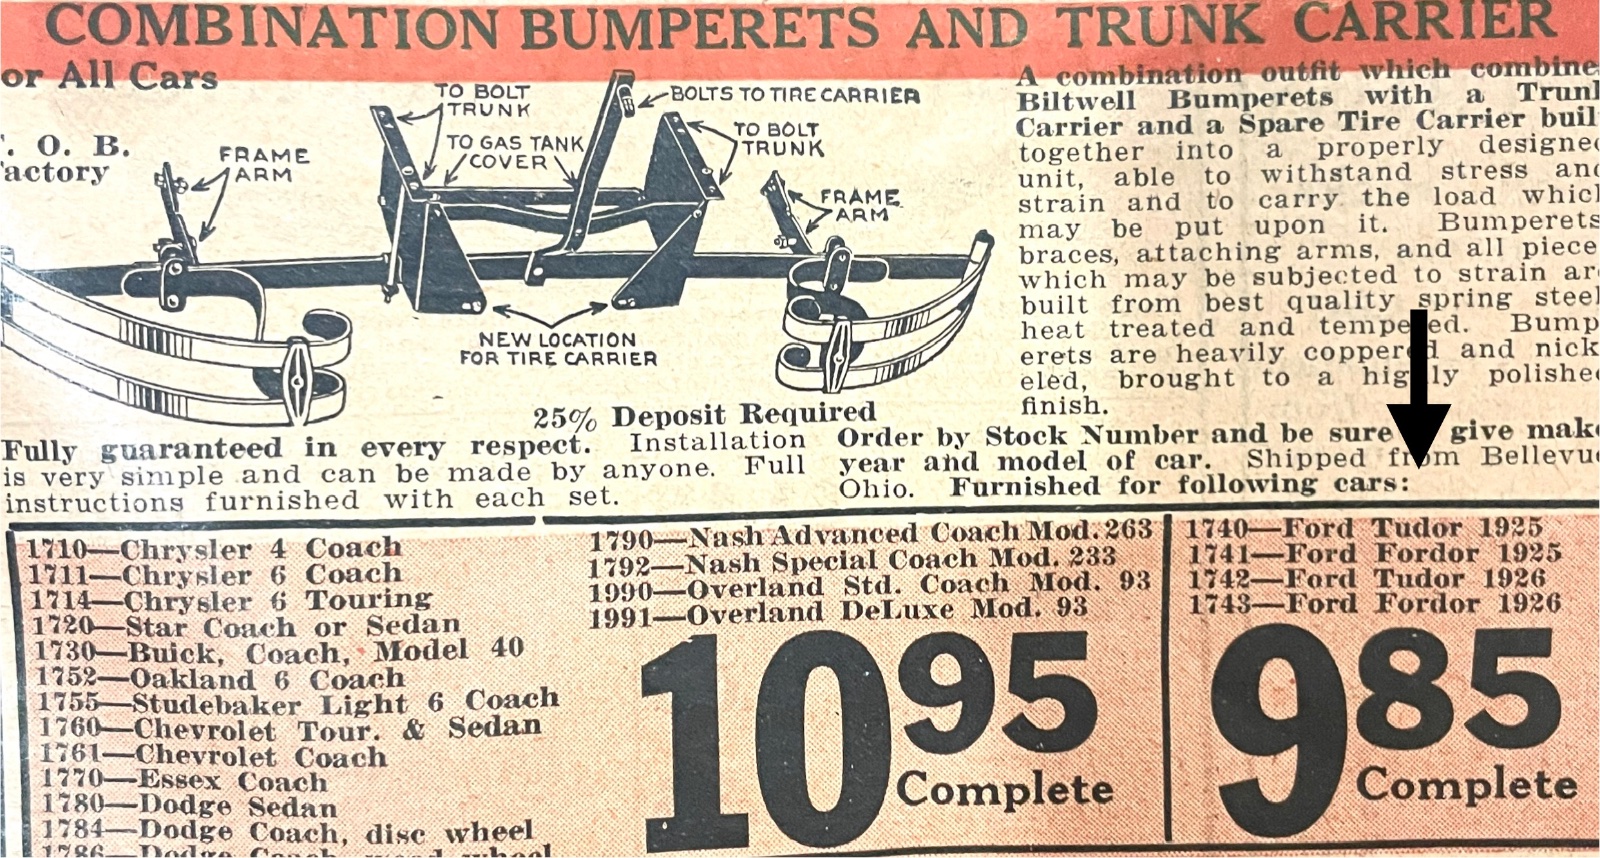 COMBINATION BUMPERETS AND TRUNK CARRIER
or All Cars
. O. B.
actory
FRAME
ARM
TO BOLT
TRUNK
TO GAS TANK
COVER
BOLTS TO TIRE CARRIER
TO BOLT
TRUNK
FRAME
ARM
NEW LOCATION
FOR TIRE CARRIER
A combination outfit which combine
Biltwell Bumperets with a Trun
Carrier and a Spare Tire Carrier buil
together into a properly designe
unit, able to withstand stress an
strain and to carry the load whic
may be put upon it. Bumperets
braces, attaching arms, and all piece
which may be subjected to strain ar
built from best quality spring steel
heat treated and tempered. Bump
erets are heavily coppered and nick
eled, brought to a highly polishe
finish.
25% Deposit Required
Fully guaranteed in every respect. Installation
is very simple and can be made by anyone. Full
instructions furnished with each set.
Order by Stock Number and be sure give mak
year and model of car. Shipped from Bellevu
Ohio. Furnished for following cars:
1710—Chrysler 4 Coach
1711—Chrysler 6 Coach
1714—Chrysler 6 Touring
1720—Star Coach or Sedan
1730—Buick, Coach, Model 40
1752—Oakland 6 Coach
1755—Studebaker Light 6 Coach
1760—Chevrolet Tour. & Sedan
1761—Chevrolet Coach
1770—Essex Coach
1780—Dodge Sedan
1784—Dodge Coach, disc wheel
1786—Dodge Coach, wood wheel
1790—Nash Advanced Coach Mod. 263
1792—Nash Special Coach Mod. 233
1990—Overland Std. Coach Mod. 93
1991—Overland DeLuxe Mod. 93
1095
Complete
1740—Ford Tudor 1925
1741—Ford Fordor 1925
1742—Ford Tudor 1926
1743—Ford Fordor 1926
985
Complete